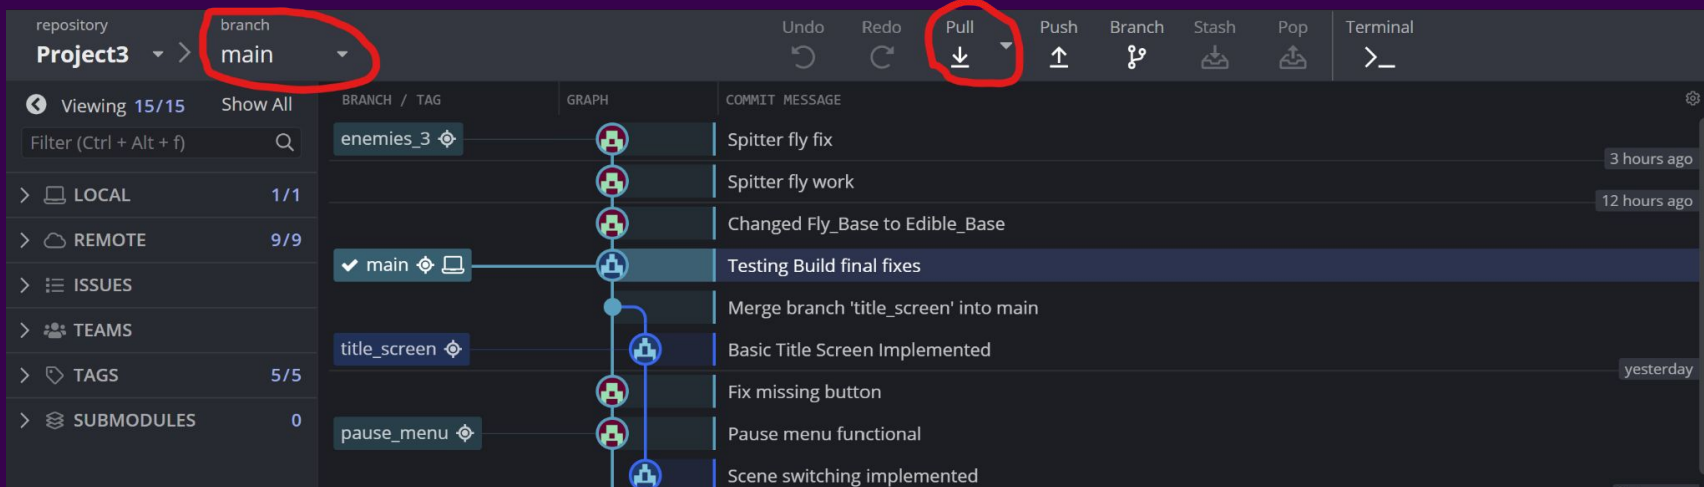 repository
branch
Undo
Redo
Pull
Push
Branch
Stash
Pop
Terminal
Project3
main
Viewing 15/15
Show All
BRANCH / TAG
GRAPH
COMMIT MESSAGE
Filter (Ctrl + Alt + f)
enemies_3
Spitter fly fix
3 hours ago
Spitter fly work
LOCAL
1/1
12 hours ago
Changed Fly_Base to Edible_Base
REMOTE
9/9
main
Testing Build final fixes
ISSUES
Merge branch 'title_screen' into main
TEAMS
title_screen
Basic Title Screen Implemented
yesterday
TAGS
5/5
Fix missing button
SUBMODULES
0
pause_menu
Pause menu functional
Scene switching implemented